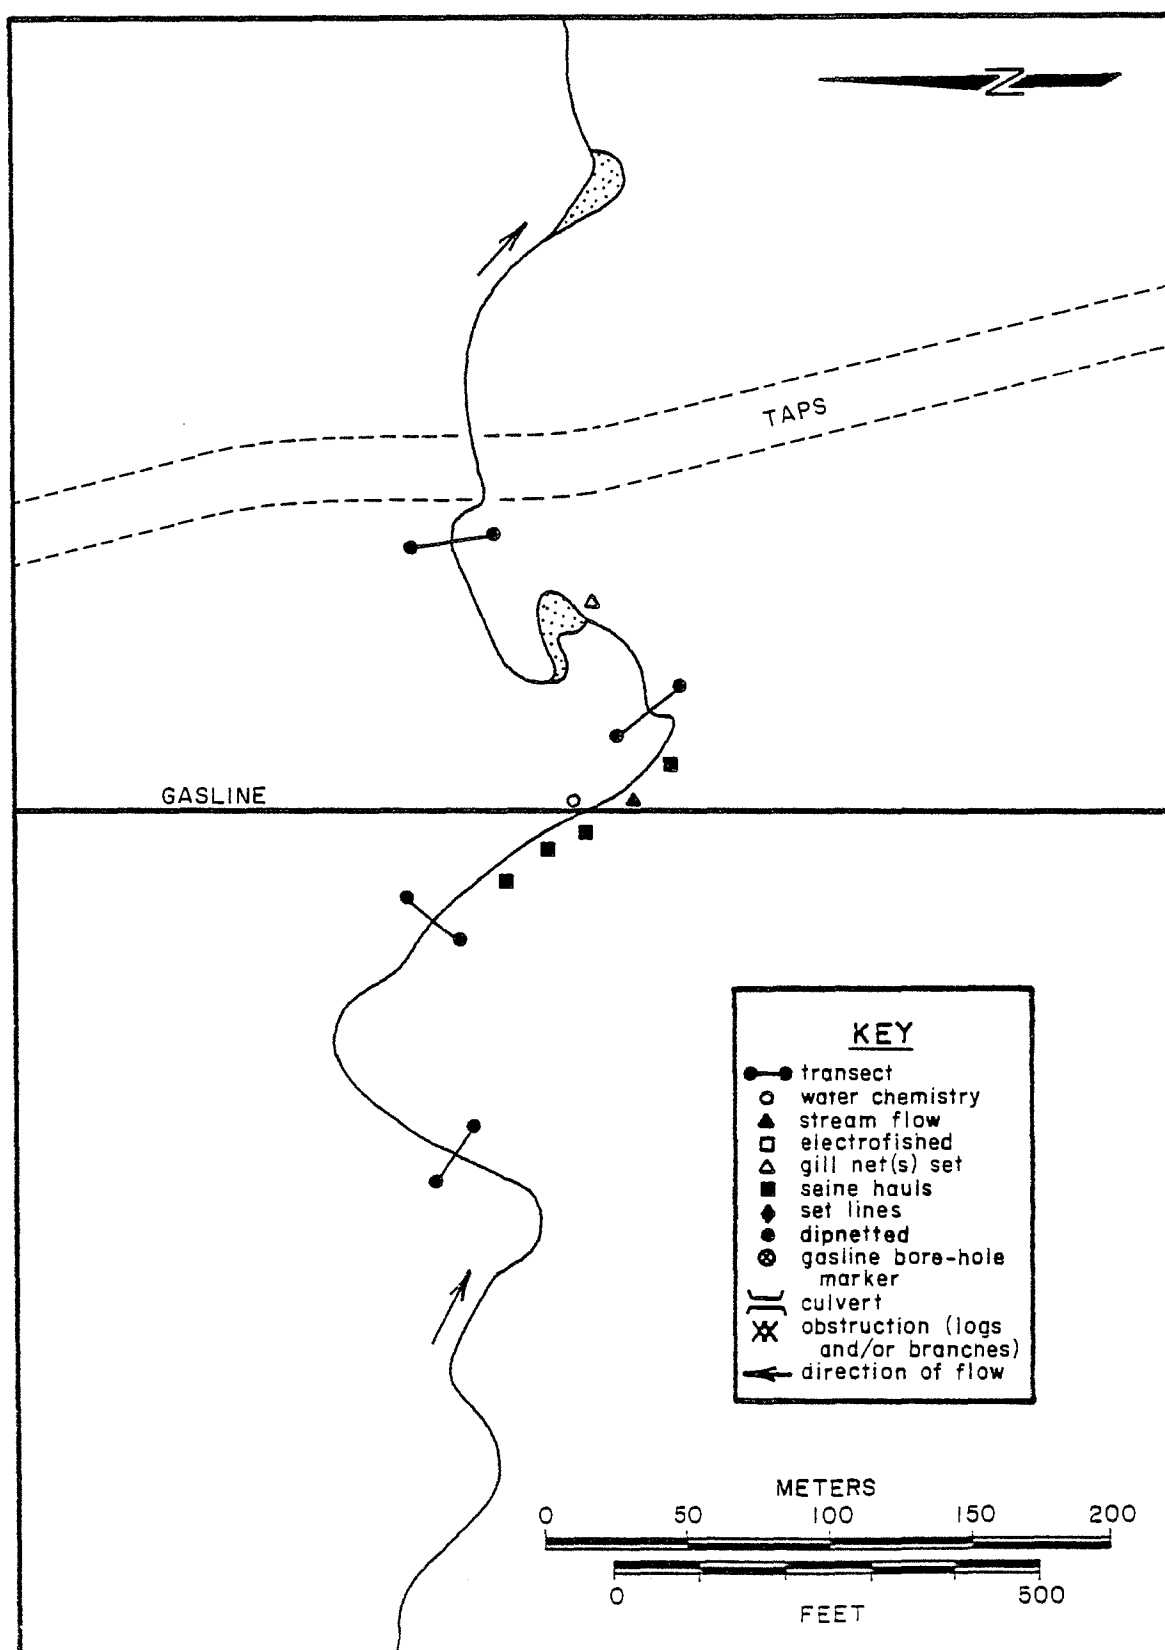 N
TAPS
GASLINE
KEY
transect
water chemistry
stream flow
electrofished
gill net(s) set
seine hauls
set lines
dipnetted
gasline bore-hole
marker
culvert
obstruction (logs
and/or branches)
direction of flow
METERS
0 50 100 150 200
0 500
FEET